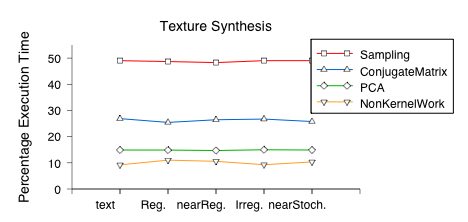 Texture Synthesis
Percentage Execution Time
50
40
30
20
10
0
text Reg. nearReg. Irreg. nearStoch.
Sampling
ConjugateMatrix
PCA
NonKernelWork